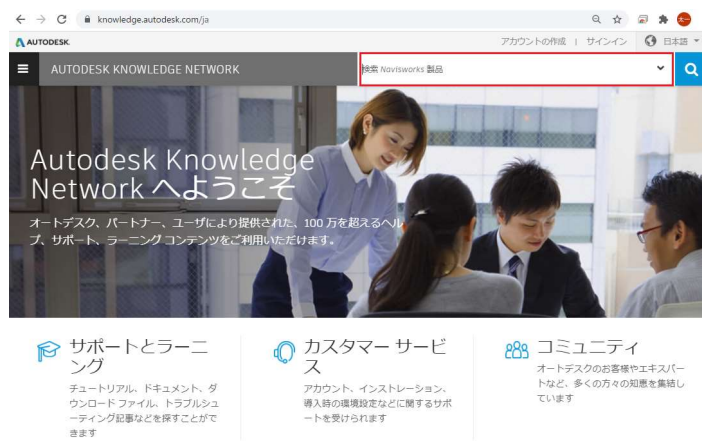 knowledge.autodesk.com/ja
AUTODESK
アカウントの作成 | サインイン 日本語
AUTODESK KNOWLEDGE NETWORK
検索 Navisworks 製品
Autodesk Knowledge
Network へようこそ
オートデスク、パートナー、ユーザにより提供された、100 万を超えるヘル
プ、サポート、ラーニング コンテンツをご利用いただけます。
サポートとラーニ
ング
チュートリアル、ドキュメント、ダ
ウンロード ファイル、トラブルシュ
ーティング記事などを探すことがで
きます
カスタマー サービ
ス
アカウント、インストレーション、
導入時の環境設定などに関するサポ
ートを受けられます
コミュニティ
オートデスクのお客様やエキスパー
トなど、多くの方々の知恵を集結し
ています